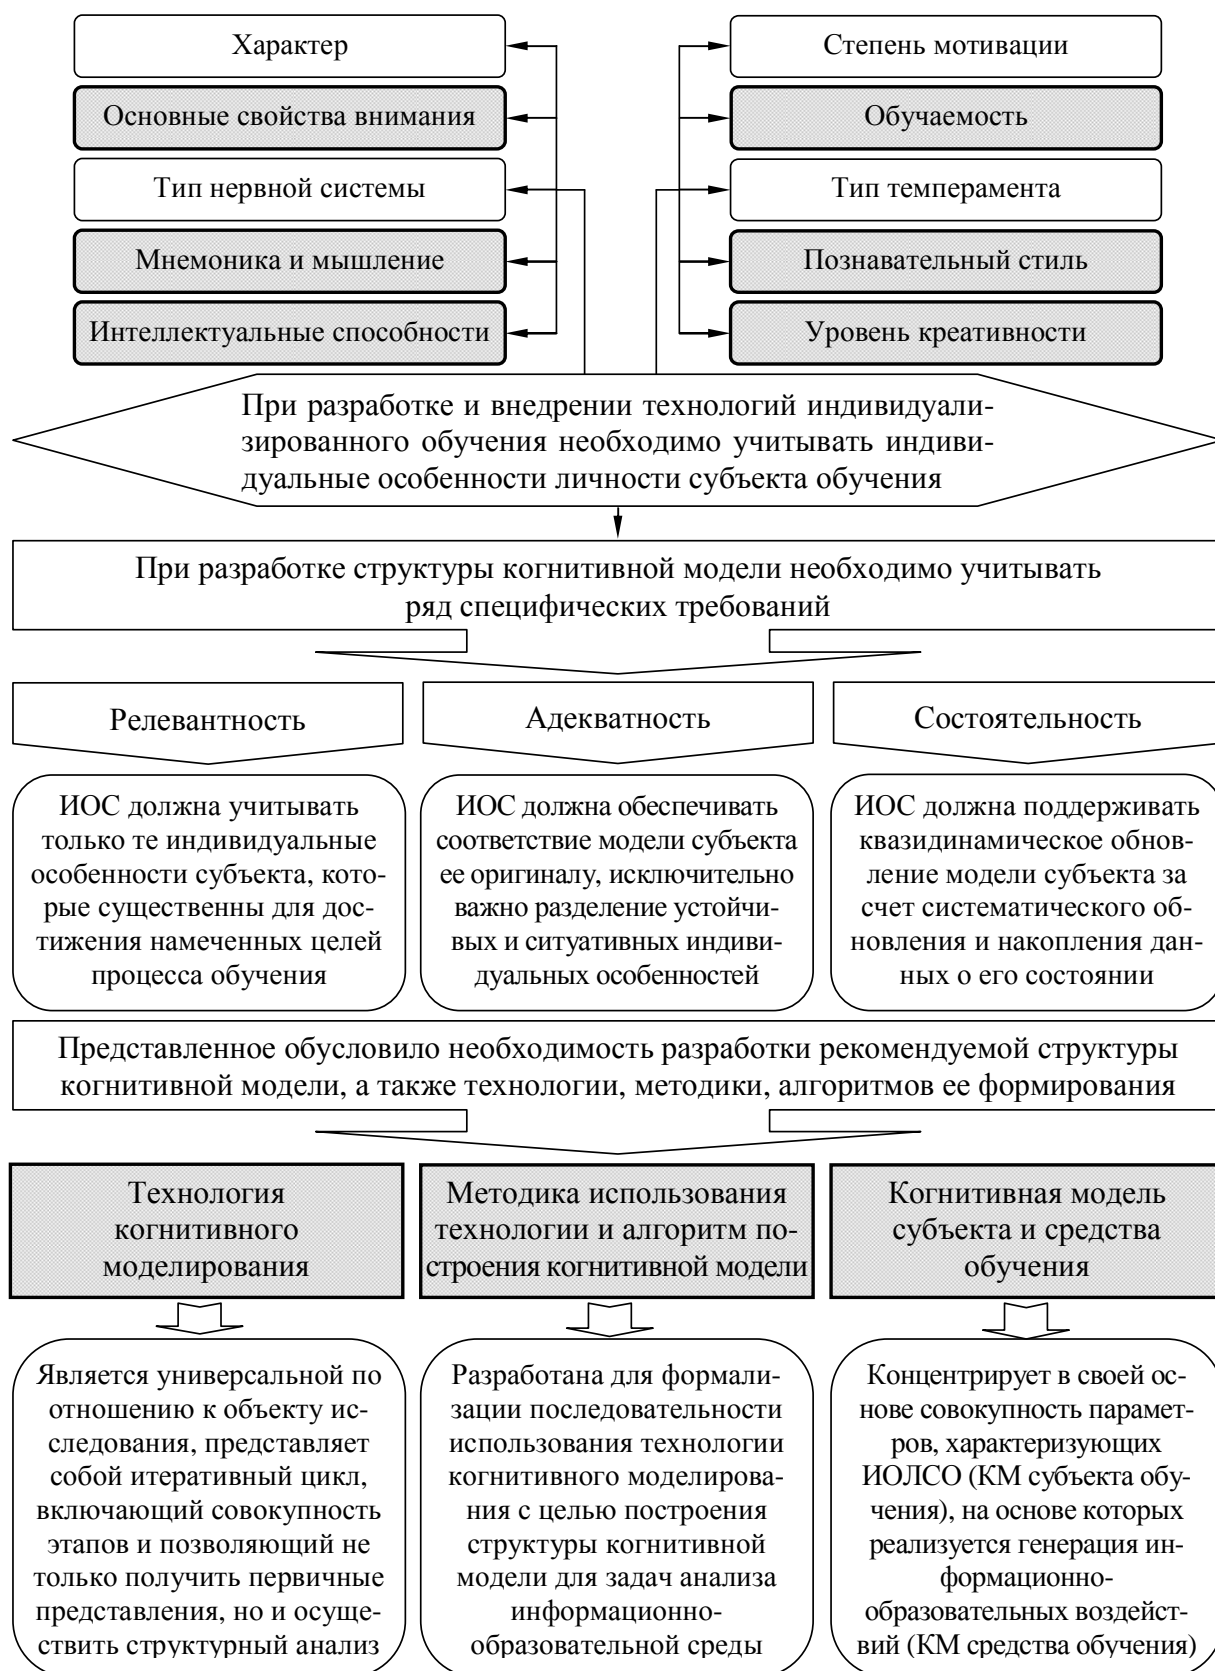 Характер
Степень мотивации
Основные свойства внимания
Обучаемость
Тип нервной системы
Тип темперамента
Мнемоника и мышление
Познавательный стиль
Интеллектуальные способности
Уровень креативности
При разработке и внедрении технологий индивидуали-
зированного обучения необходимо учитывать индиви-
дуальные особенности личности субъекта обучения
При разработке структуры когнитивной модели необходимо учитывать
ряд специфических требований
Релевантность
Адекватность
Состоятельность
ИОС должна учитывать
только те индивидуальные
особенности субъекта, кото-
рые существенны для дос-
тижения намеченных целей
процесса обучения
ИОС должна обеспечивать
соответствие модели субъекта
ее оригиналу, исключительно
важно разделение устойчи-
вых и ситуативных индиви-
дуальных особенностей
ИОС должна поддерживать
квазидинамическое обнов-
ление модели субъекта за
счет систематического об-
новления и накопления дан-
ных о его состоянии
Представленное обусловило необходимость разработки рекомендуемой структуры
когнитивной модели, а также технологии, методики, алгоритмов ее формирования
Технология
когнитивного
моделирования
Методика использования
технологии и алгоритм по-
строения когнитивной модели
Когнитивная модель
субъекта и средства
обучения
Является универсальной по
отношению к объекту ис-
следования, представляет
собой итеративный цикл,
включающий совокупность
этапов и позволяющий не
только получить первичные
представления, но и осуще-
ствить структурный анализ
Разработана для формали-
зации последовательности
использования технологии
когнитивного моделирова-
ния с целью построения
структуры когнитивной
модели для задач анализа
информационно-
образовательной среды
Концентрирует в своей ос-
нове совокупность парамет-
ров, характеризующих
ИОЛСО (КМ субъекта обу-
чения), на основе которых
реализуется генерация ин-
формационно-
образовательных воздейст-
вий (КМ средства обучения)